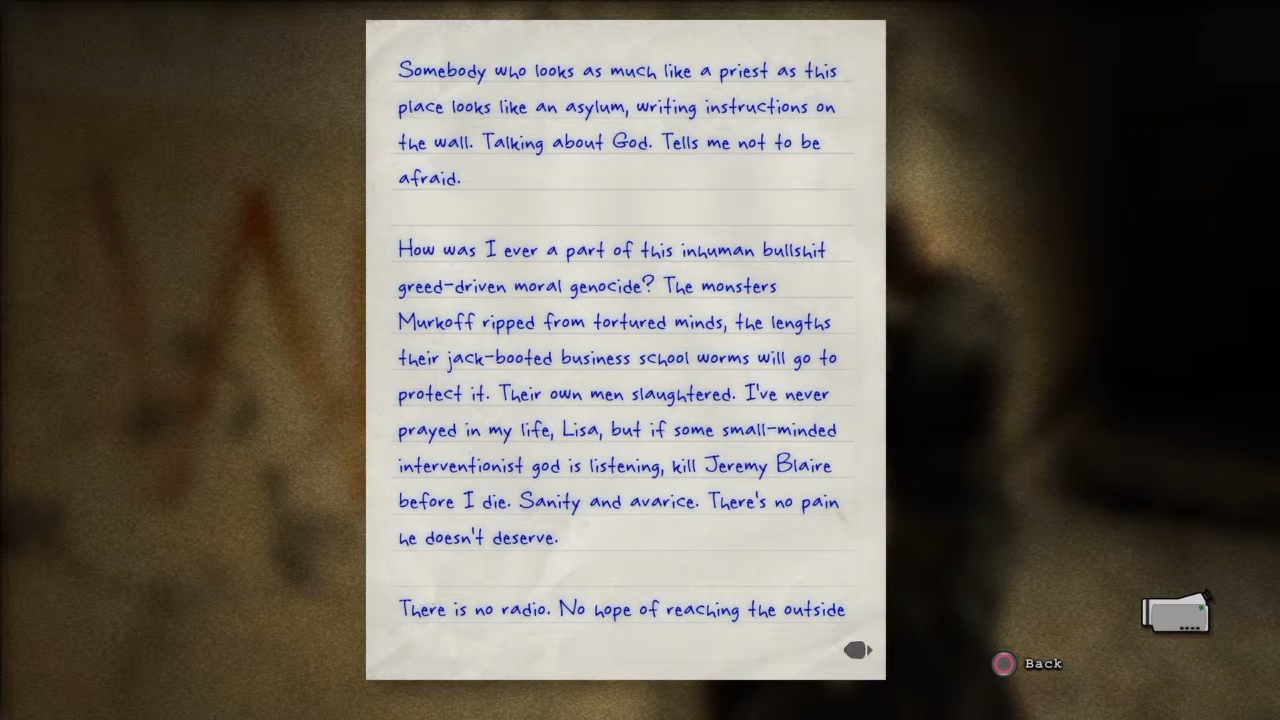 Somebody who looks as much like a priest as this
place looks like an asylum, writing instructions on
the wall. Talking about God. Tells me not to be
afraid.
How was I ever a part of this inhuman bullshit
greed-driven moral genocide? The monsters
Murkoff ripped from tortured minds, the lengths
their jack-booted business school worms will go to
protect it. Their own men slaughtered. I've never
prayed in my life, Lisa, but if some small-minded
interventionist god is listening, kill Jeremy Blaire
before I die. Sanity and avarice. There's no pain
he doesn't deserve.
There is no radio. No hope of reaching the outside
Back